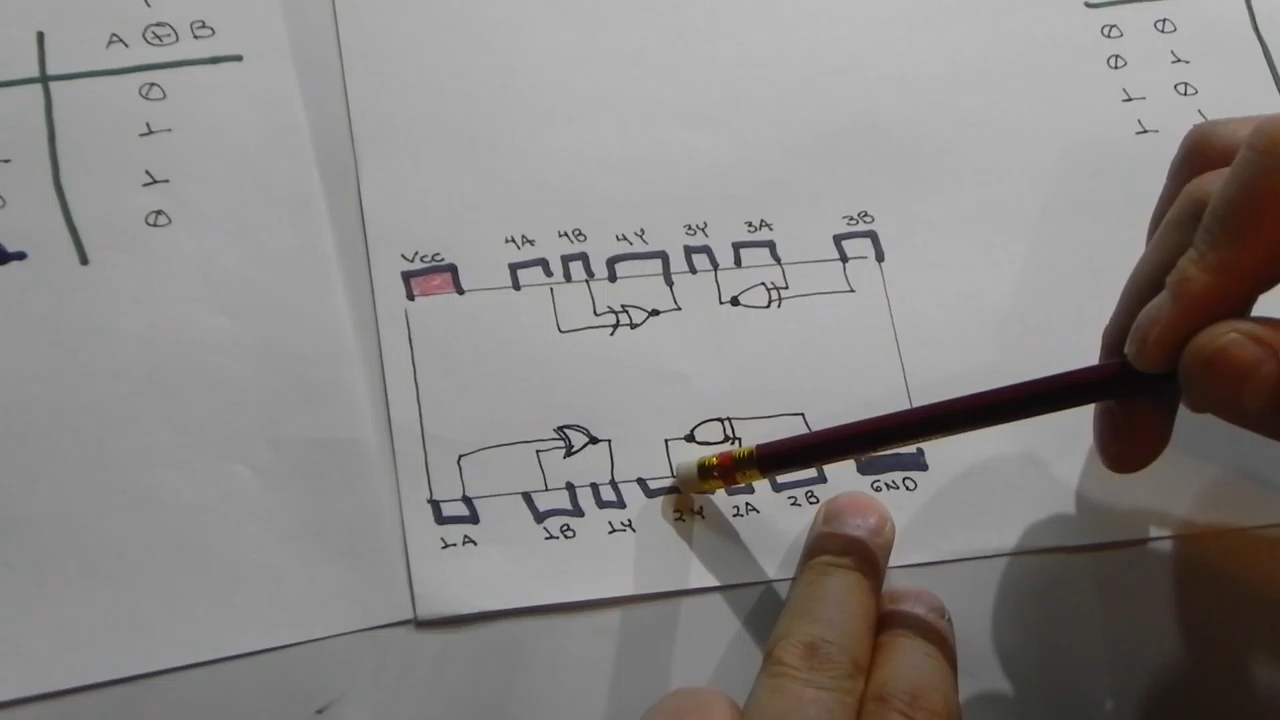 A ⊕ B
0
1
1
0
0 0
0 1
1 0
1
Vcc 4A 4B 4Y 3Y 3A 3B
1A 1B 1Y 2Y 2A 2B GND